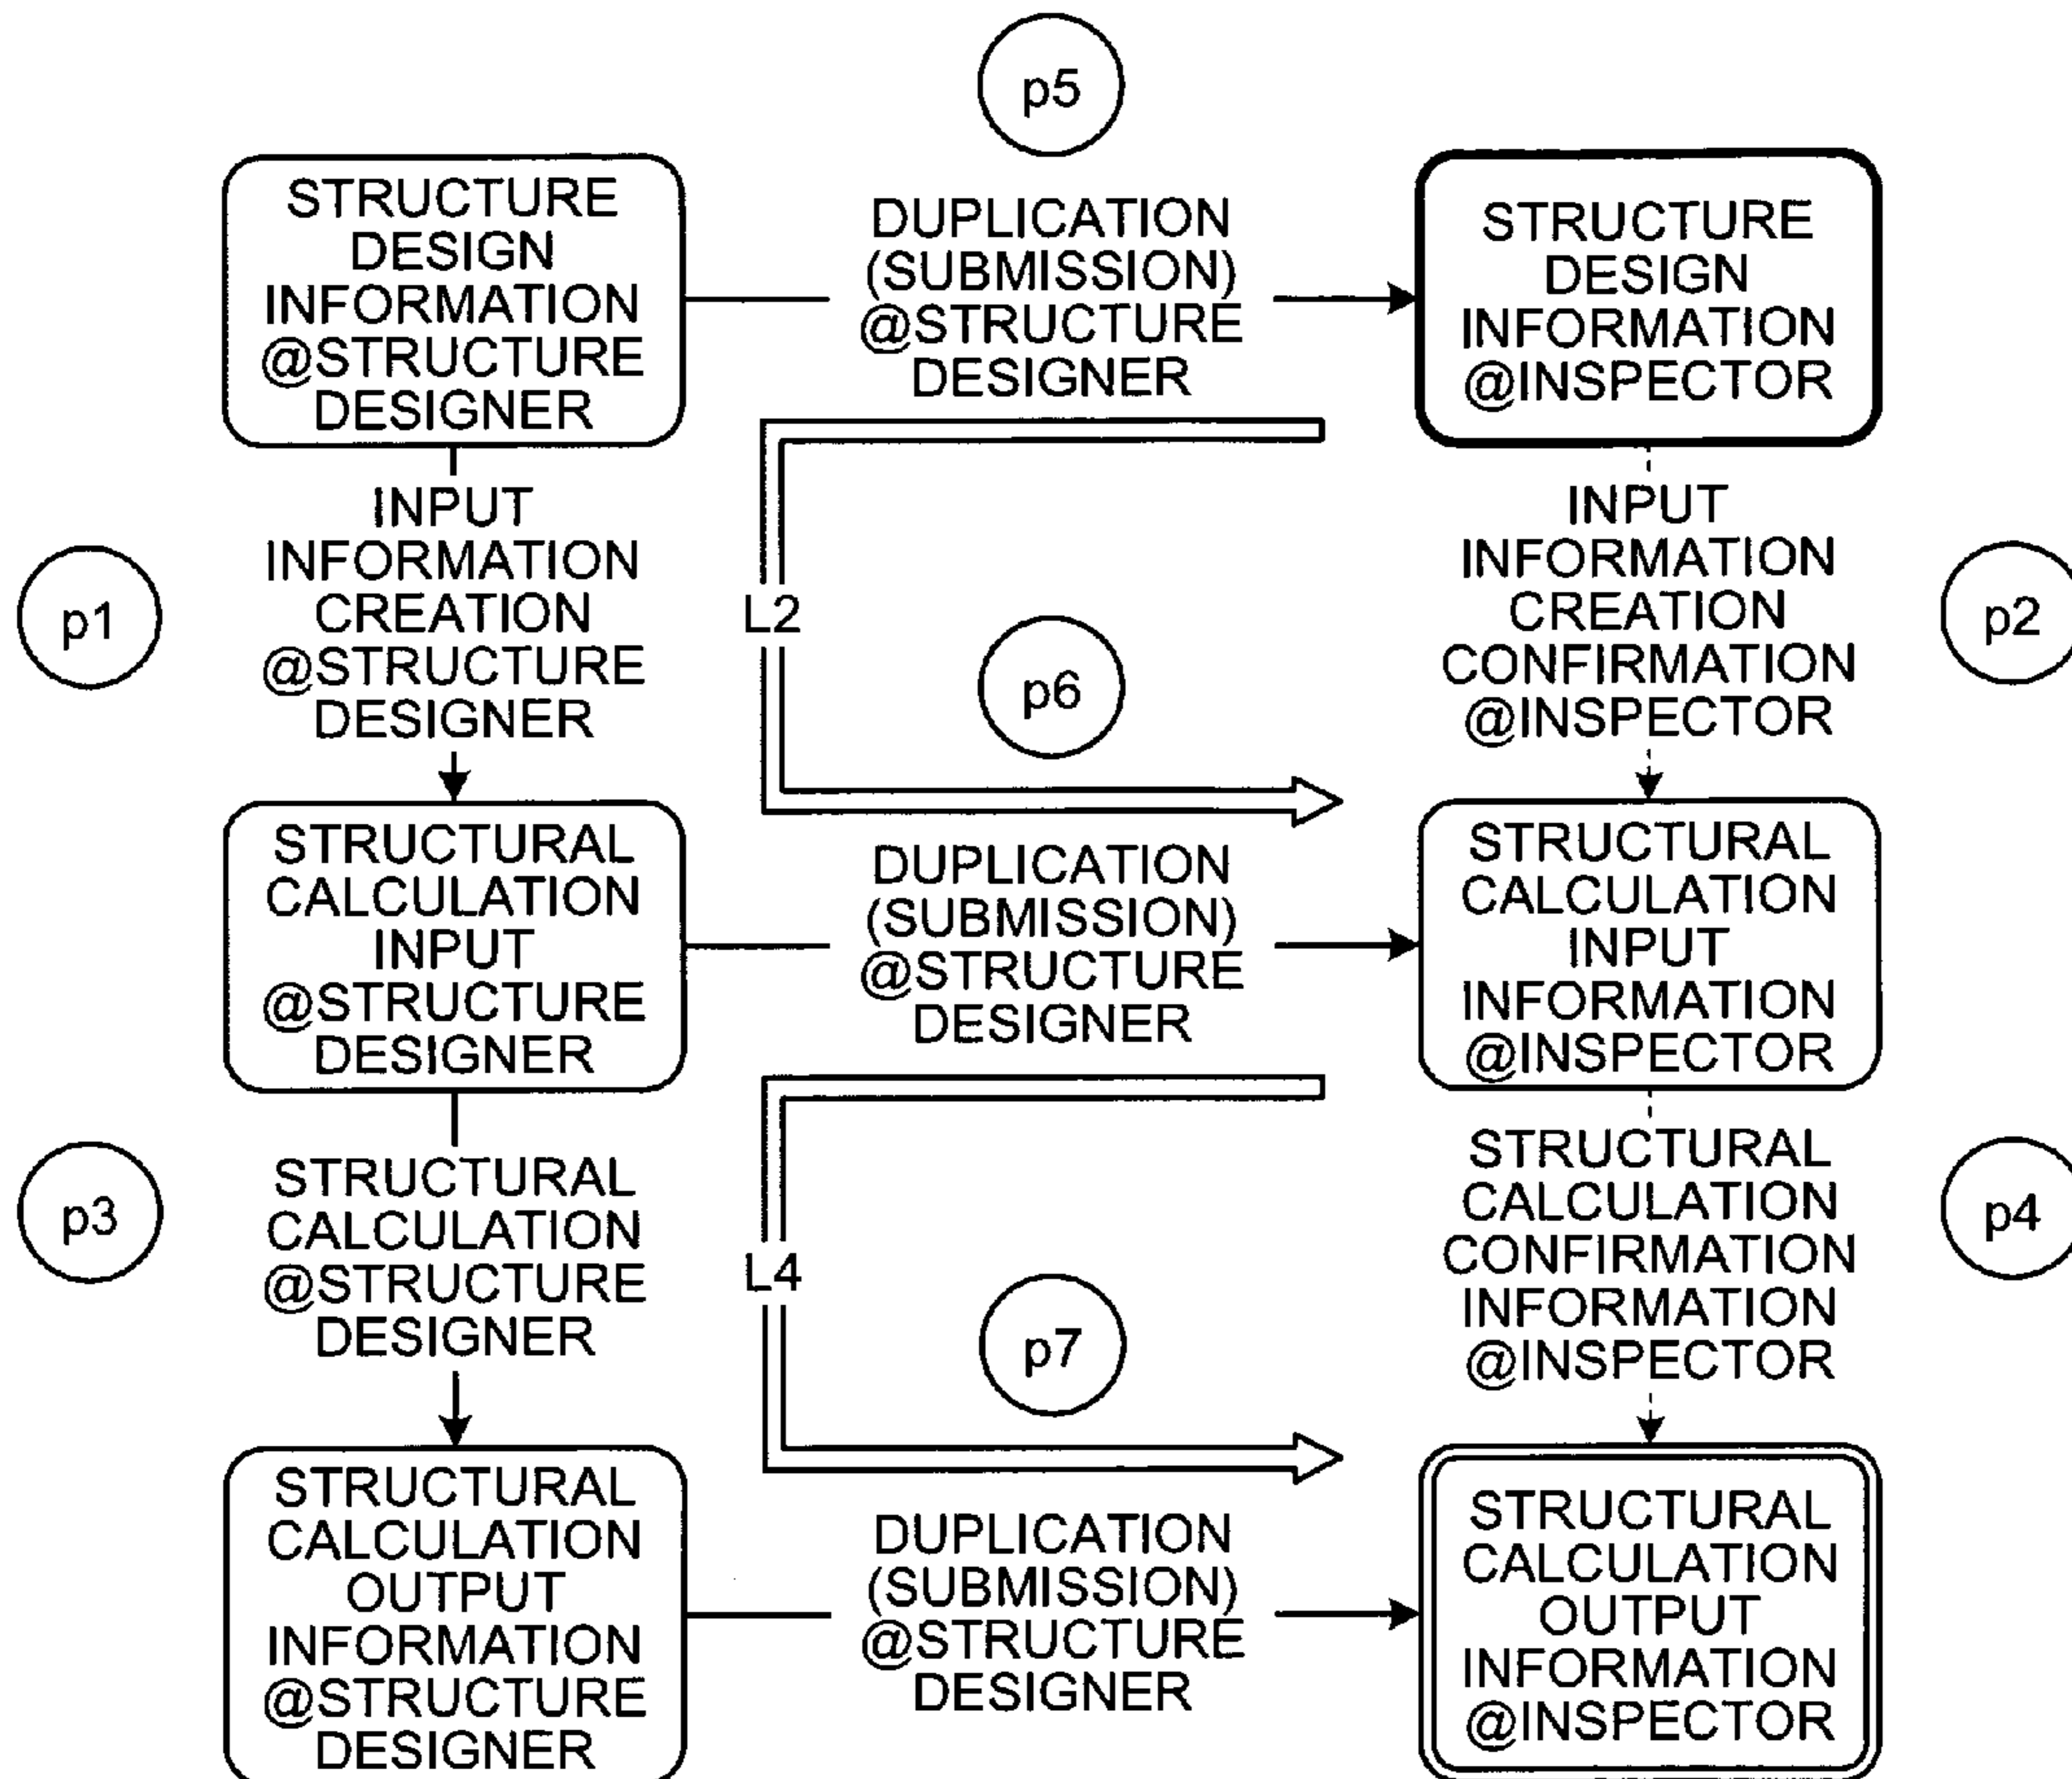 p5
STRUCTURE
DESIGN
INFORMATION
@STRUCTURE
DESIGNER
DUPLICATION
(SUBMISSION)
@STRUCTURE
DESIGNER
STRUCTURE
DESIGN
INFORMATION
@INSPECTOR
p1
INPUT
INFORMATION
CREATION
@STRUCTURE
DESIGNER
L2
p6
INPUT
INFORMATION
CREATION
CONFIRMATION
@INSPECTOR
p2
STRUCTURAL
CALCULATION
INPUT
@STRUCTURE
DESIGNER
DUPLICATION
(SUBMISSION)
@STRUCTURE
DESIGNER
STRUCTURAL
CALCULATION
INPUT
INFORMATION
@INSPECTOR
p3
STRUCTURAL
CALCULATION
@STRUCTURE
DESIGNER
L4
p7
STRUCTURAL
CALCULATION
CONFIRMATION
INFORMATION
@INSPECTOR
p4
STRUCTURAL
CALCULATION
OUTPUT
INFORMATION
@STRUCTURE
DESIGNER
DUPLICATION
(SUBMISSION)
@STRUCTURE
DESIGNER
STRUCTURAL
CALCULATION
OUTPUT
INFORMATION
@INSPECTOR